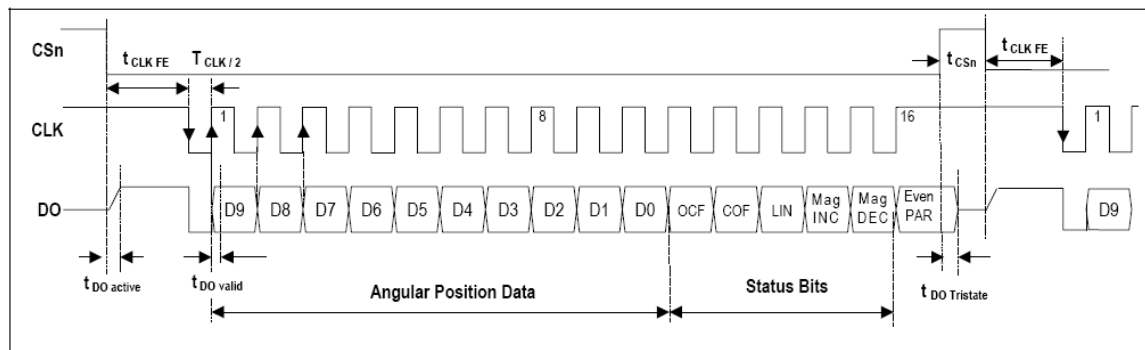 CSn
t CLK FE
T CLK / 2
t CSn
t CLK FE
CLK
1
8
16
1
DO
D9
D8
D7
D6
D5
D4
D3
D2
D1
D0
OCF
COF
LIN
Mag
INC
Mag
DEC
Even
PAR
D9
t DO active
t DO valid
Angular Position Data
Status Bits
t DO Tristate